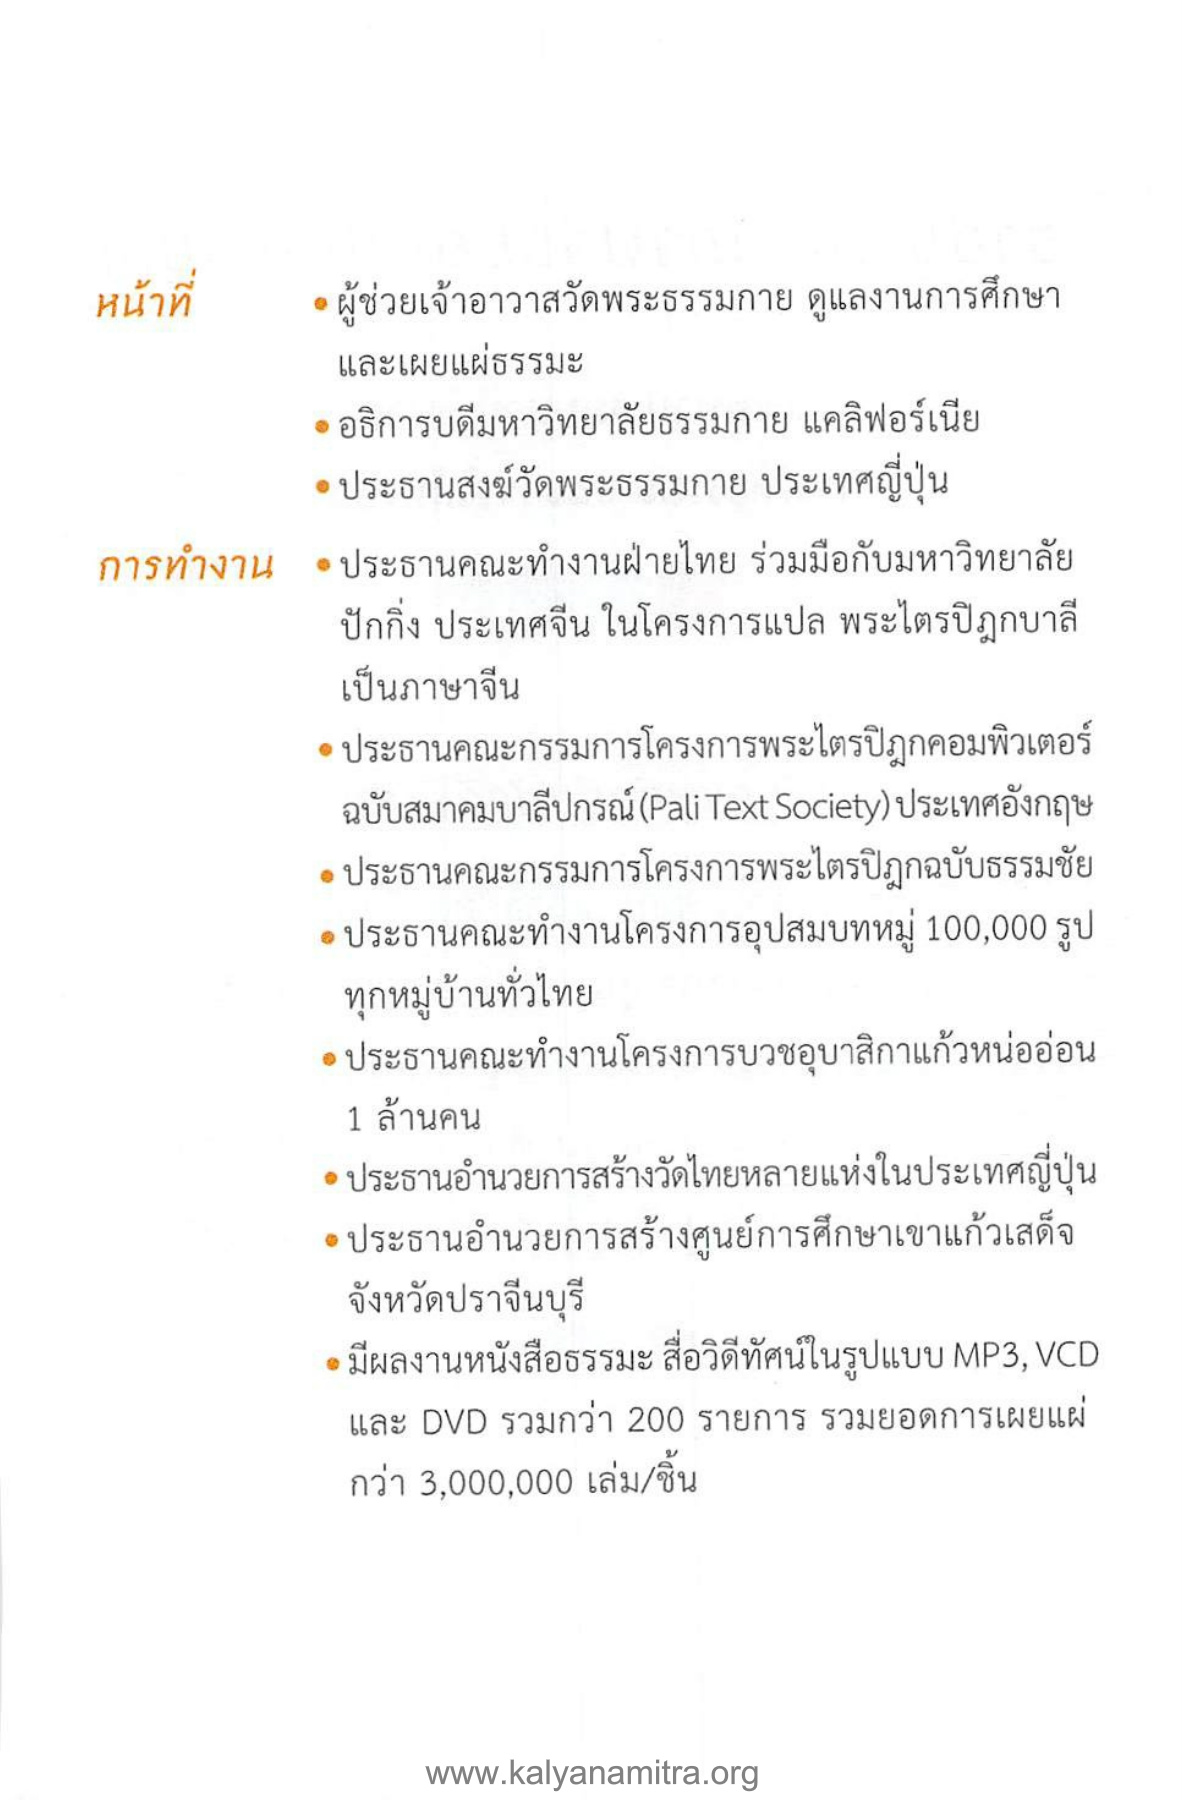 หน้าที่ • ผู้ช่วยเจ้าอาวาสวัดพระธรรมกาย ดูแลงานการศึกษา
และเผยแผ่ธรรมะ
• อธิการบดีมหาวิทยาลัยธรรมกาย แคลิฟอร์เนีย
• ประธานสงฆ์วัดพระธรรมกาย ประเทศญี่ปุ่น
การทำงาน • ประธานคณะทำงานฝ่ายไทย ร่วมมือกับมหาวิทยาลัย
ปักกิ่ง ประเทศจีน ในโครงการแปล พระไตรปิฎกบาลี
เป็นภาษาจีน
• ประธานคณะกรรมการโครงการพระไตรปิฎกคอมพิวเตอร์
ฉบับสมาคมบาลีปกรณ์ (Pali Text Society) ประเทศอังกฤษ
• ประธานคณะกรรมการโครงการพระไตรปิฎกฉบับธรรมชัย
• ประธานคณะทำงานโครงการอุปสมบทหมู่ 100,000 รูป
ทุกหมู่บ้านทั่วไทย
• ประธานคณะทำงานโครงการบวชอุบาสิกาแก้วหน่ออ่อน
1 ล้านคน
• ประธานอำนวยการสร้างวัดไทยหลายแห่งในประเทศญี่ปุ่น
• ประธานอำนวยการสร้างศูนย์การศึกษาเขาแก้วเสด็จ
จังหวัดปราจีนบุรี
• มีผลงานหนังสือธรรมะ สื่อวิดีทัศน์ในรูปแบบ MP3, VCD
และ DVD รวมกว่า 200 รายการ รวมยอดการเผยแผ่
กว่า 3,000,000 เล่ม/ชิ้น
www.kalyanamitra.org